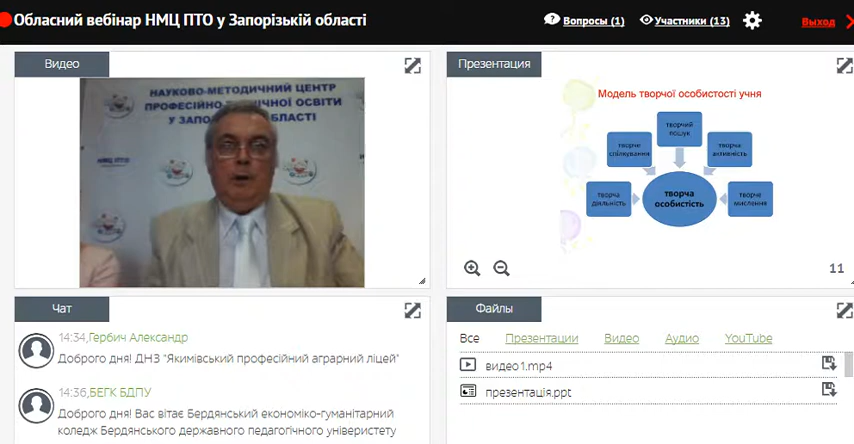 Обласний вебінар НМЦ ПТО у Запорізькій області
Вопросы (1)
Участники (13)
Выход
Видео
НАУКОВО-МЕТОДИЧНИЙ ЦЕНТР
ПРОФЕСІЙНО-ТЕХНІЧНОЇ ОСВІТИ
У ЗАПОРІЗЬКІЙ ОБЛАСТІ
НМЦ ПТО
Презентация
Модель творчої особистості учня
творчий
пошук
творче
спілкування
творча
активність
творча
діяльність
творча
особистість
творче
мислення
11
Чат
14:34,Гербич Александр
Доброго дня! ДНЗ "Якимівський професійний аграрний ліцей"
14:36,БЕГК БДПУ
Доброго дня! Вас вітає Бердянський економіко-гуманітарний
коледж Бердянського державного педагогічного університету
Файлы
Все
Презентации
Видео
Аудио
YouTube
видео1.mp4
презентація.ppt